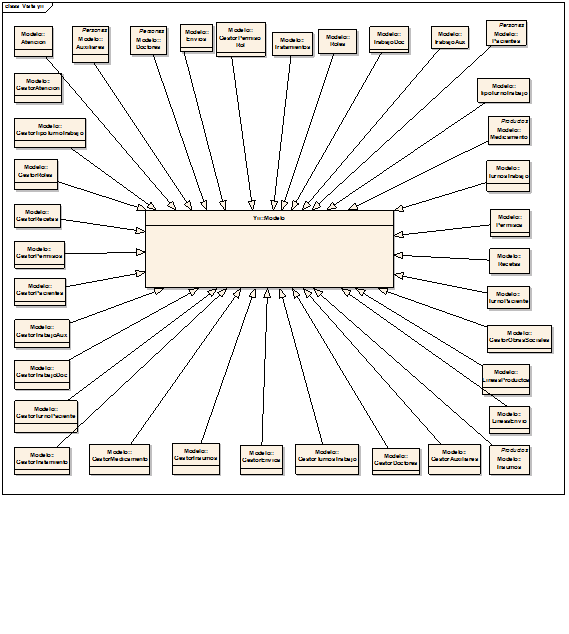 class Vista yii
Modelo::
Atencion
Personas
Modelo::
Auxiliares
Personas
Modelo::
Doctores
Modelo::
Envios
Modelo::
GestorPermiso
Rol
Modelo::
Tratamientos
Modelo::
Roles
Modelo::
TrabajoDoc
Modelo::
TrabajoAux
Personas
Modelo::
Pacientes
Modelo::
GestorAtencion
Modelo::
TipoTurnoTrabajo
Modelo::
GestorTipoTurnoTrabajo
Productos
Modelo::
Medicamento
Modelo::
GestorRoles
Modelo::
TurnosTrabajo
Modelo::
GestorRecetas
Yii::Modelo
Modelo::
Permisos
Modelo::
GestorPermisos
Modelo::
Recetas
Modelo::
GestorPacientes
Modelo::
TurnoPaciente
Modelo::
GestorTrabajoAux
Modelo::
GestorObrasSociales
Modelo::
GestorTrabajoDoc
Modelo::
LineasProductos
Modelo::
GestorTurnoPaciente
Modelo::
LineasEnvio
Modelo::
GestorTratamiento
Modelo::
GestorMedicamento
Modelo::
GestorInsumos
Modelo::
GestorEnvios
Modelo::
GestorTurnosTrabajo
Modelo::
GestorDoctores
Modelo::
GestorAuxiliares
Productos
Modelo::
Insumos